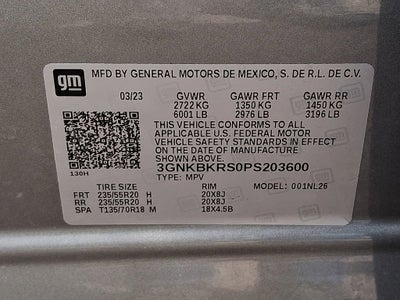 gm MFD BY GENERAL MOTORS DE MEXICO, S. DE R.L. DE C.V.
03/23 GVWR GAWR FRT GAWR RR
2722 KG 1350 KG 1450 KG
6001 LB 2976 LB 3196 LB
THIS VEHICLE CONFORMS TO ALL
APPLICABLE U.S. FEDERAL MOTOR
VEHICLE SAFETY STANDARDS IN EFFECT
ON THE DATE OF MANUFACTURE
SHOWN ABOVE.
3GNKBKRS0PS203600
130H TYPE: MPV
TIRE SIZE RIM MODEL: 001NL26
FRT 235/55R20 H 20X8J
RR 235/55R20 H 20X8J
SPA T135/70R18 M 18X4.5B